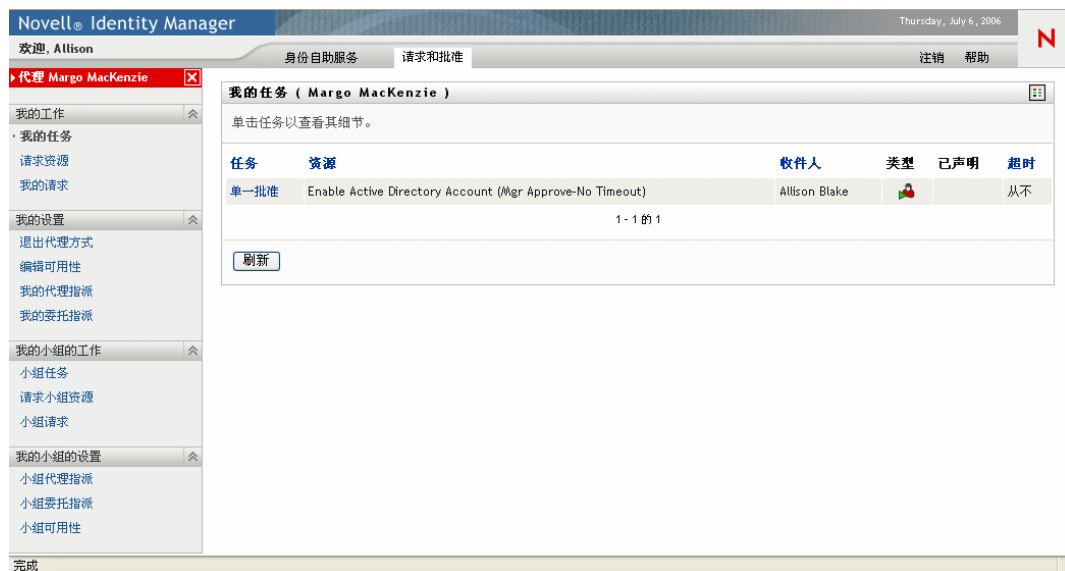 Novell® Identity Manager
Thursday, July 6, 2006
N
欢迎, Allison
身份自助服务
请求和批准
注销
帮助
代理 Margo MacKenzie
我的工作
我的任务
请求资源
我的请求
我的设置
退出代理方式
编辑可用性
我的代理指派
我的委托指派
我的小组的工作
小组任务
请求小组资源
小组请求
我的小组的设置
小组代理指派
小组委托指派
小组可用性
我的任务 ( Margo MacKenzie )
单击任务以查看其细节。
任务 资源 收件人 类型 已声明 超时
单一批准 Enable Active Directory Account (Mgr Approve-No Timeout) Allison Blake 从不
1 - 1 的 1
刷新
完成